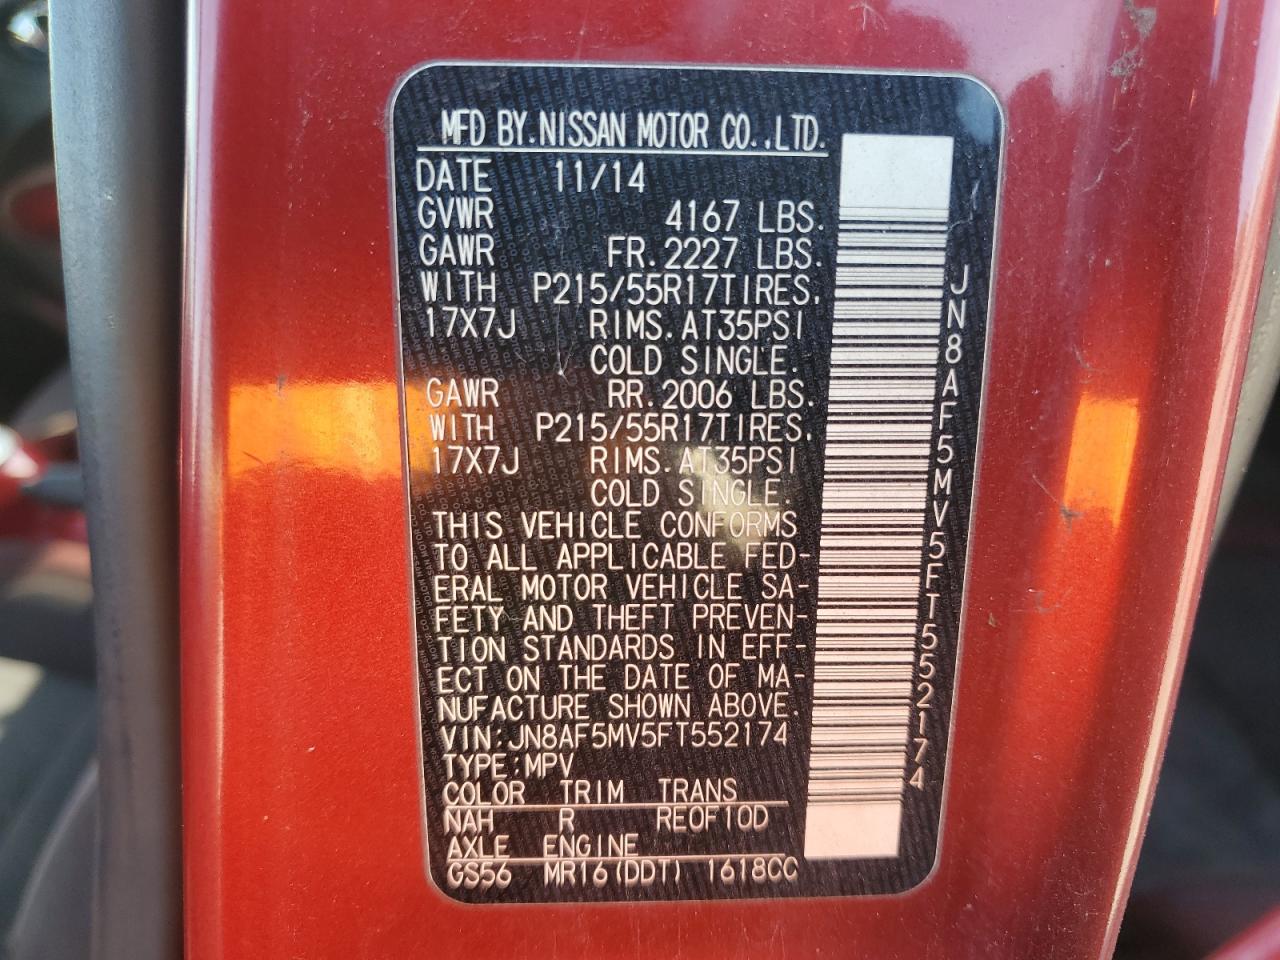 MFD BY.NISSAN MOTOR CO.,LTD.
DATE 11/14
GVWR 4167 LBS.
GAWR FR.2227 LBS.
WITH P215/55R17TIRES.
17X7J RIMS.AT35PSI
COLD SINGLE.
GAWR RR.2006 LBS.
WITH P215/55R17TIRES.
17X7J RIMS.AT35PSI
COLD SINGLE.
THIS VEHICLE CONFORMS
TO ALL APPLICABLE FED-
ERAL MOTOR VEHICLE SA-
FETY AND THEFT PREVEN-
TION STANDARDS IN EFF-
ECT ON THE DATE OF MA-
NUFACTURE SHOWN ABOVE.
VIN:JN8AF5MV5FT552174
TYPE:MPV
COLOR TRIM TRANS
NAH R RE0F10D
AXLE ENGINE
GS56 MR16(DDT) 1618CC
JN8AF5MV5FT552174